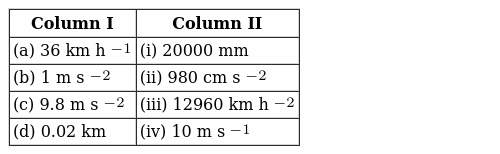 Column I Column II
(a) 36 km h −1 (i) 20000 mm
(b) 1 m s −2 (ii) 980 cm s −2
(c) 9.8 m s −2 (iii) 12960 km h −2
(d) 0.02 km (iv) 10 m s −1